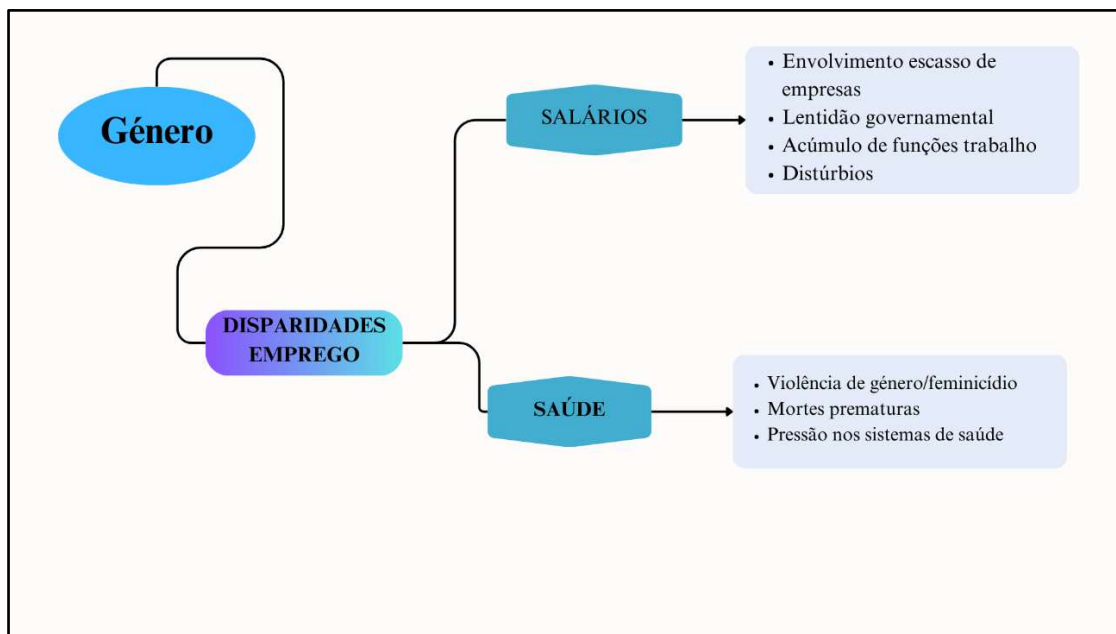 Género
DISPARIDADES
EMPREGO
SALÁRIOS
• Envolvimento escasso de
empresas
• Lentidão governamental
• Acúmulo de funções trabalho
• Distúrbios
SAÚDE
• Violência de género/feminicídio
• Mortes prematuras
• Pressão nos sistemas de saúde